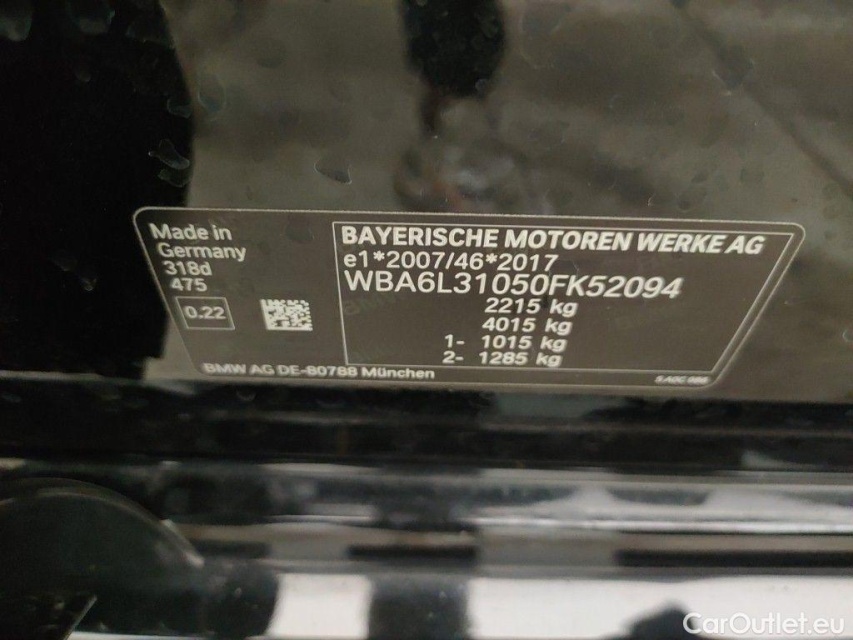 Made in
Germany
318d
475
0.22
BAYERISCHE MOTOREN WERKE AG
e1*2007/46*2017
WBA6L31050FK52094
2215 kg
4015 kg
1- 1015 kg
2- 1285 kg
BMW AG DE-80788 München
CarOutlet.eu